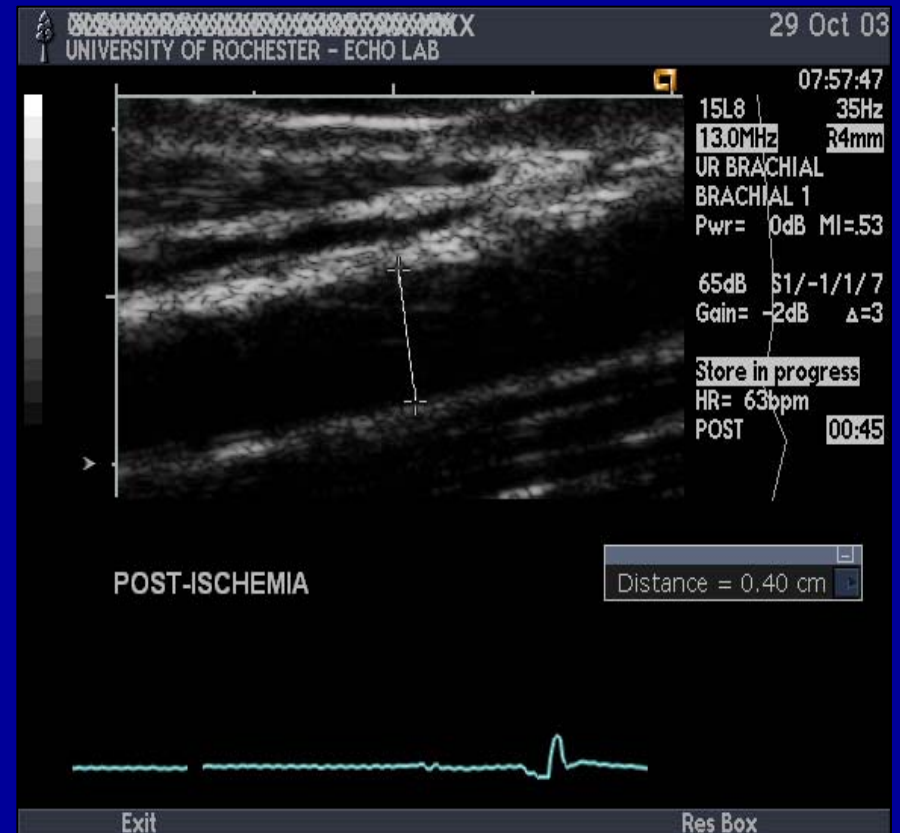 29 Oct 03
UNIVERSITY OF ROCHESTER - ECHO LAB
07:57:47
15L8 35Hz
13.0MHz R4mm
UR BRACHIAL
BRACHIAL 1
Pwr= 0dB MI=.53
65dB S1/-1/1/7
Gain= -2dB ∆=3
Store in progress
HR= 63bpm
POST 00:45
POST-ISCHEMIA
Distance = 0.40 cm
Exit Res Box